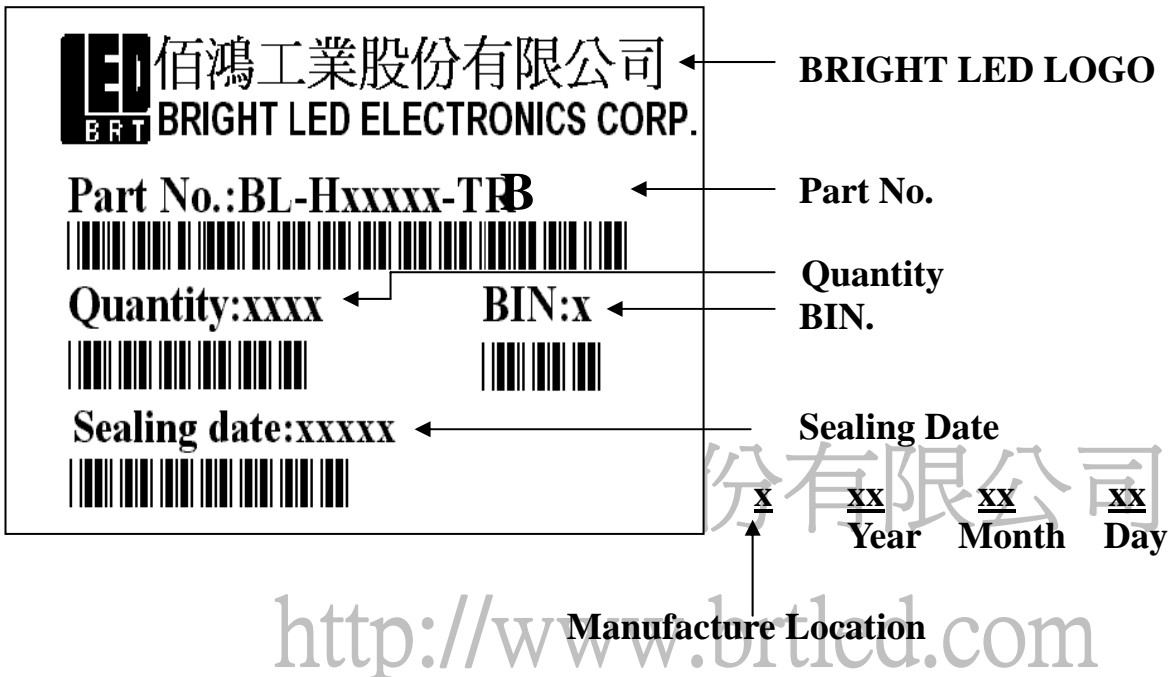 LED 佰鴻工業股份有限公司 BRIGHT LED LOGO
BRT BRIGHT LED ELECTRONICS CORP.
Part No.:BL-Hxxxxx-TRB Part No.
Quantity
Quantity:xxxx BIN:x BIN.
Sealing date:xxxxx Sealing Date
份有限公司
x xx xx xx
Year Month Day
Manufacture Location
http://www.brtled.com